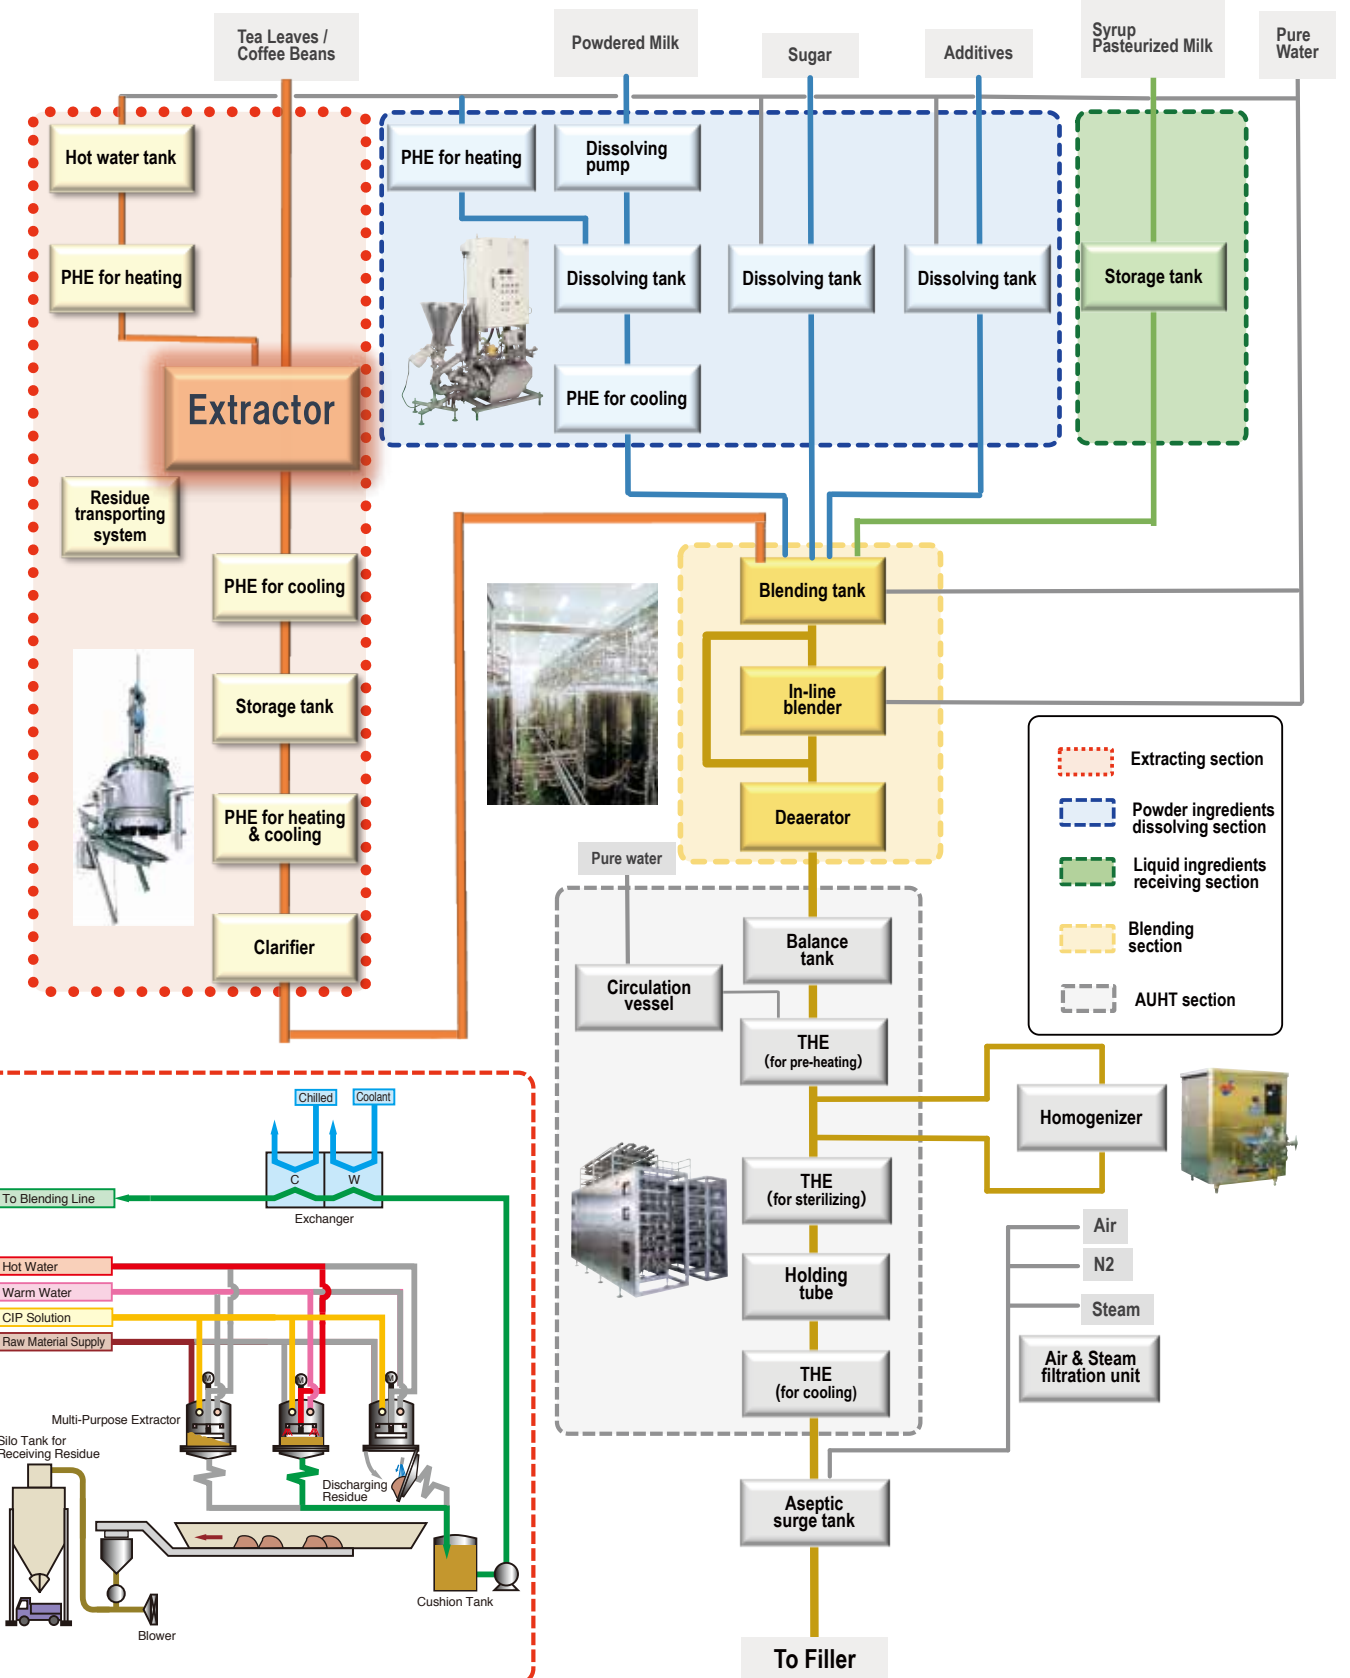 Tea Leaves /
Coffee Beans
Powdered Milk
Sugar
Additives
Syrup
Pasteurized Milk
Pure
Water
Hot water tank
PHE for heating
PHE for heating
Dissolving
pump
Dissolving tank
Dissolving tank
Dissolving tank
Storage tank
PHE for cooling
Extractor
Residue
transporting
system
PHE for cooling
Storage tank
PHE for heating
& cooling
Clarifier
Blending tank
In-line
blender
Deaerator
Extracting section
Powder ingredients
dissolving section
Liquid ingredients
receiving section
Blending
section
AUHT section
Pure water
Balance
tank
Circulation
vessel
THE
(for pre-heating)
Homogenizer
THE
(for sterilizing)
Holding
tube
THE
(for cooling)
Air
N2
Steam
Air & Steam
filtration unit
Aseptic
surge tank
To Filler
Chilled
Coolant
C
W
Exchanger
To Blending Line
Hot Water
Warm Water
CIP Solution
Raw Material Supply
M
M
M
Multi-Purpose Extractor
Silo Tank for
Receiving Residue
Discharging
Residue
Cushion Tank
Blower